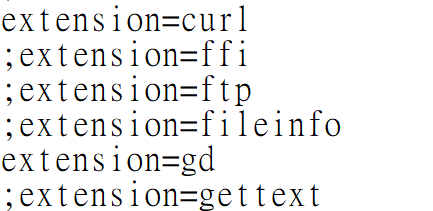 extension=curl
;extension=ffi
;extension=ftp
;extension=fileinfo
extension=gd
;extension=gettext